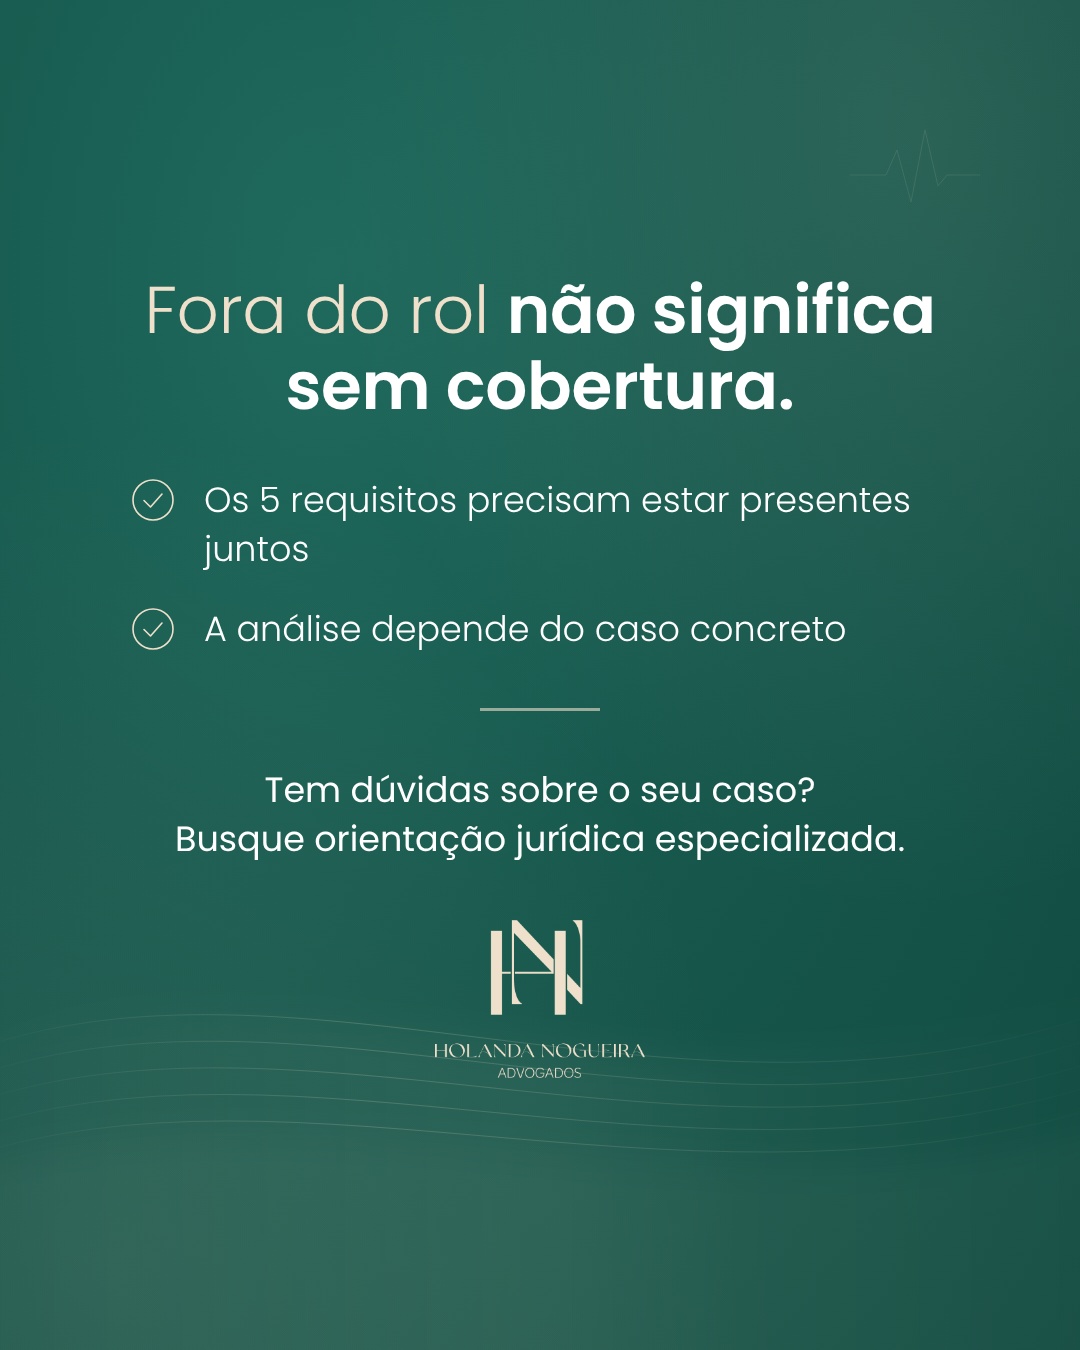 Fora do rol não significa
sem cobertura.
Os 5 requisitos precisam estar presentes
juntos
A análise depende do caso concreto
Tem dúvidas sobre o seu caso?
Busque orientação jurídica especializada.
HN
HOLANDA NOGUEIRA
ADVOGADOS